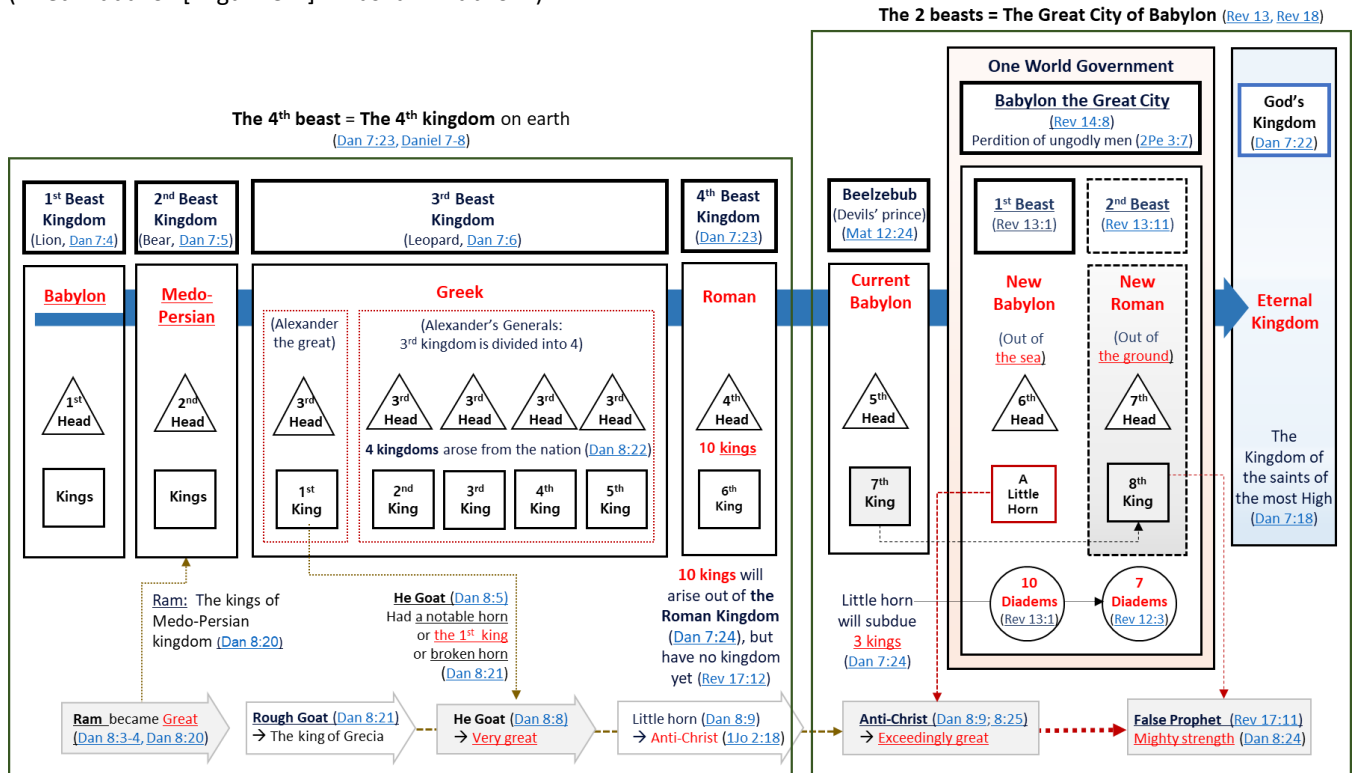 The 2 beasts = The Great City of Babylon (Rev 13, Rev 18)
The 4th beast = The 4th kingdom on earth
(Dan 7:23, Daniel 7-8)
1st Beast
Kingdom
(Lion, Dan 7:4)
2nd Beast
Kingdom
(Bear, Dan 7:5)
3rd Beast
Kingdom
(Leopard, Dan 7:6)
4th Beast
Kingdom
(Dan 7:23)
Babylon
Medo-
Persian
Greek
Roman
(Alexander
the great)
(Alexander's Generals:
3rd kingdom is divided into 4)
1st
Head
2nd
Head
3rd
Head
3rd
Head
3rd
Head
3rd
Head
3rd
Head
4th
Head
4 kingdoms arose from the nation (Dan 8:22)
10 kings
Kings
Kings
1st
King
2nd
King
3rd
King
4th
King
5th
King
6th
King
Beelzebub
(Devils' prince)
(Mat 12:24)
Current
Babylon
5th
Head
7th
King
One World Government
Babylon the Great City
(Rev 14:8)
Perdition of ungodly men (2Pe 3:7)
1st Beast
(Rev 13:1)
2nd Beast
(Rev 13:11)
New
Babylon
New
Roman
(Out of
the sea)
(Out of
the ground)
6th
Head
7th
Head
A
Little
Horn
8th
King
10
Diadems
(Rev 13:1)
7
Diadems
(Rev 12:3)
God's
Kingdom
(Dan 7:22)
Eternal
Kingdom
The
Kingdom of
the saints of
the most High
(Dan 7:18)
Ram: The kings of
Medo-Persian
kingdom (Dan 8:20)
He Goat (Dan 8:5)
Had a notable horn
or the 1st king
or broken horn
(Dan 8:21)
10 kings will
arise out of the
Roman Kingdom
(Dan 7:24), but
have no kingdom
yet (Rev 17:12)
Little horn
will subdue
3 kings
(Dan 7:24)
Ram became Great
(Dan 8:3-4, Dan 8:20)
Rough Goat (Dan 8:21)
→ The king of Grecia
He Goat (Dan 8:8)
→ Very great
Little horn (Dan 8:9)
→ Anti-Christ (1Jo 2:18)
Anti-Christ (Dan 8:9; 8:25)
→ Exceedingly great
False Prophet (Rev 17:11)
Mighty strength (Dan 8:24)